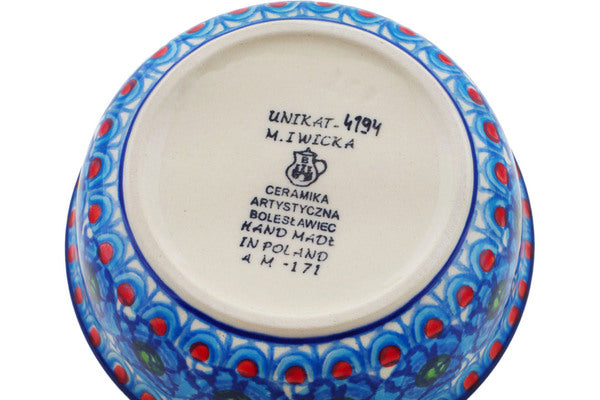 UNIKAT-4194
M.IWICKA
B
CERAMIKA
ARTYSTYCZNA
BOLESŁAWIEC
HAND MADE
IN POLAND
A M -171